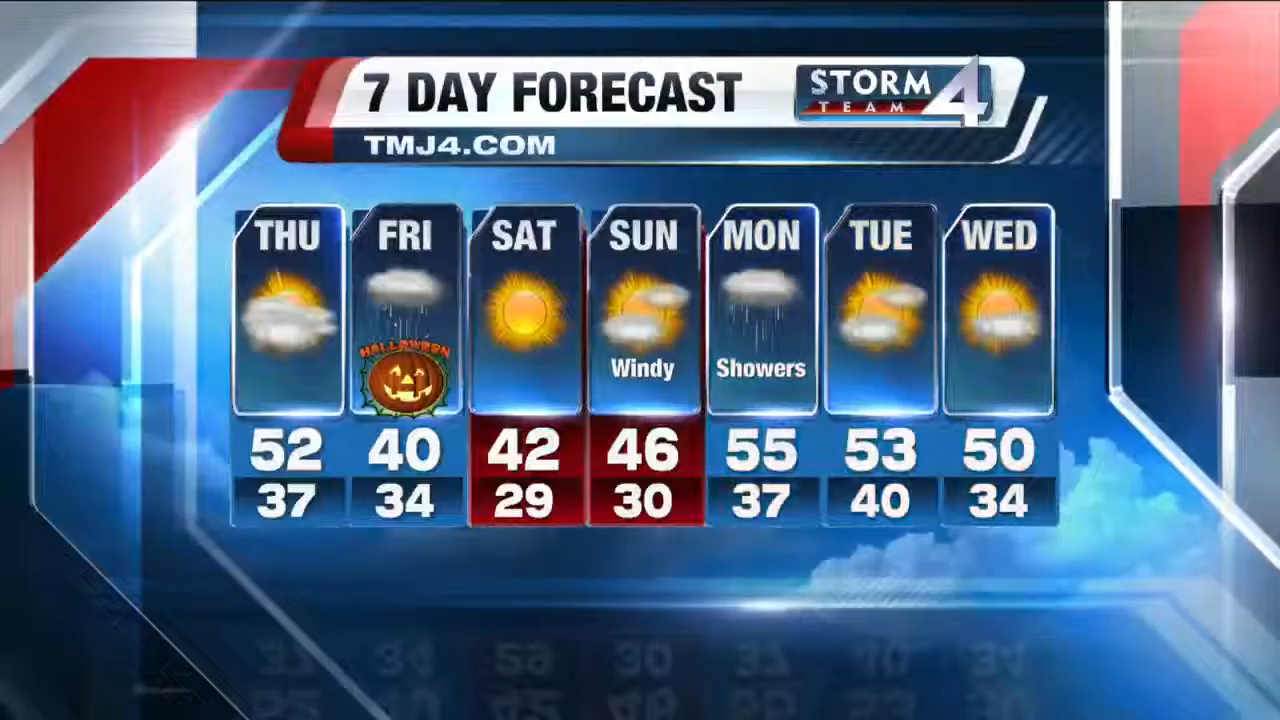 7 DAY FORECAST
STORM 4
TEAM
TMJ4.COM
THU FRI SAT SUN MON TUE WED
HALLOWEEN
Windy Showers
52 40 42 46 55 53 50
37 34 29 30 37 40 34